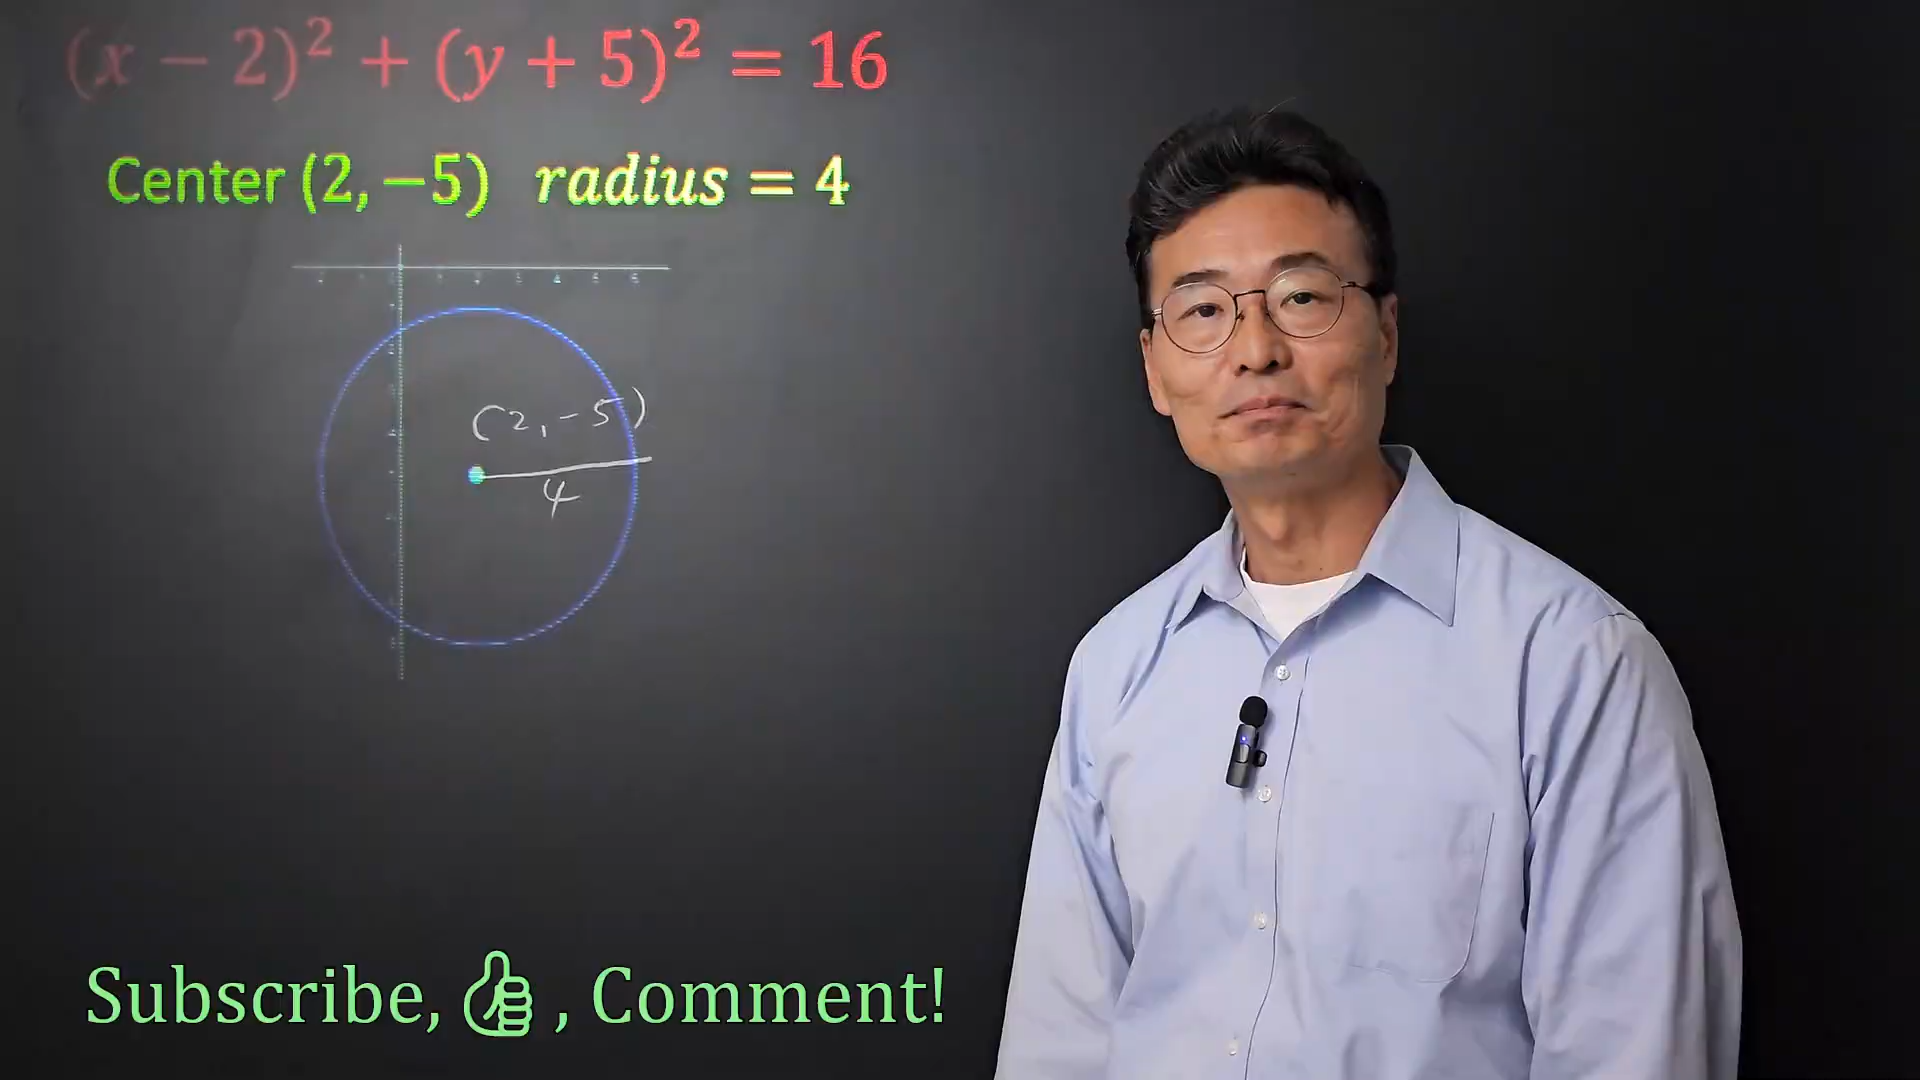 (x − 2)² + (y + 5)² = 16
Center (2, −5) radius = 4
(2, -5)
4
Subscribe, 👍, Comment!